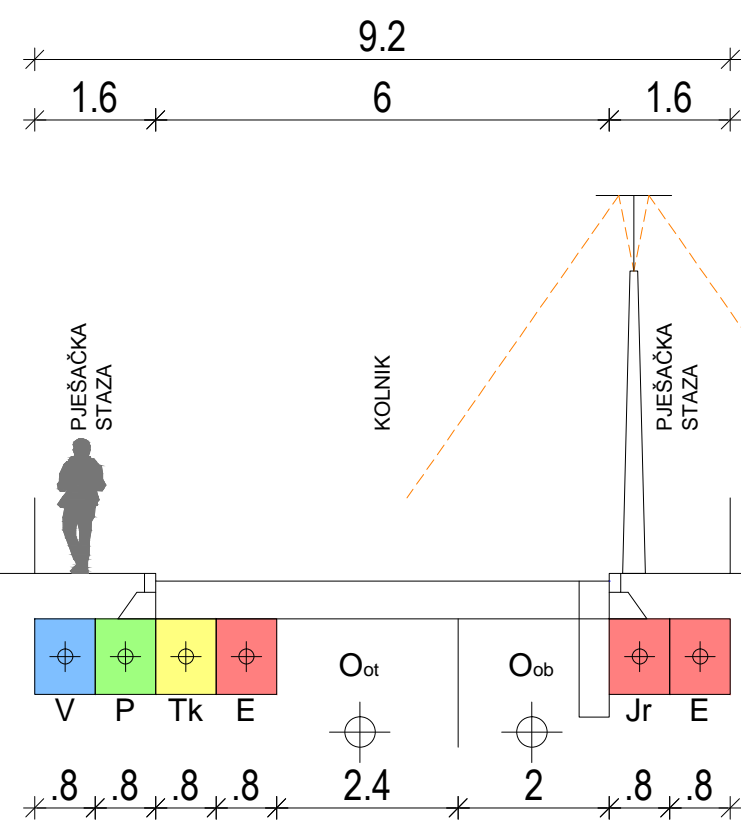 9.2
1.6 6 1.6
PJEŠAČKA
STAZA
KOLNIK
PJEŠAČKA
STAZA
Oot Oob
V P Tk E Jr E
.8 .8 .8 .8 2.4 2 .8 .8